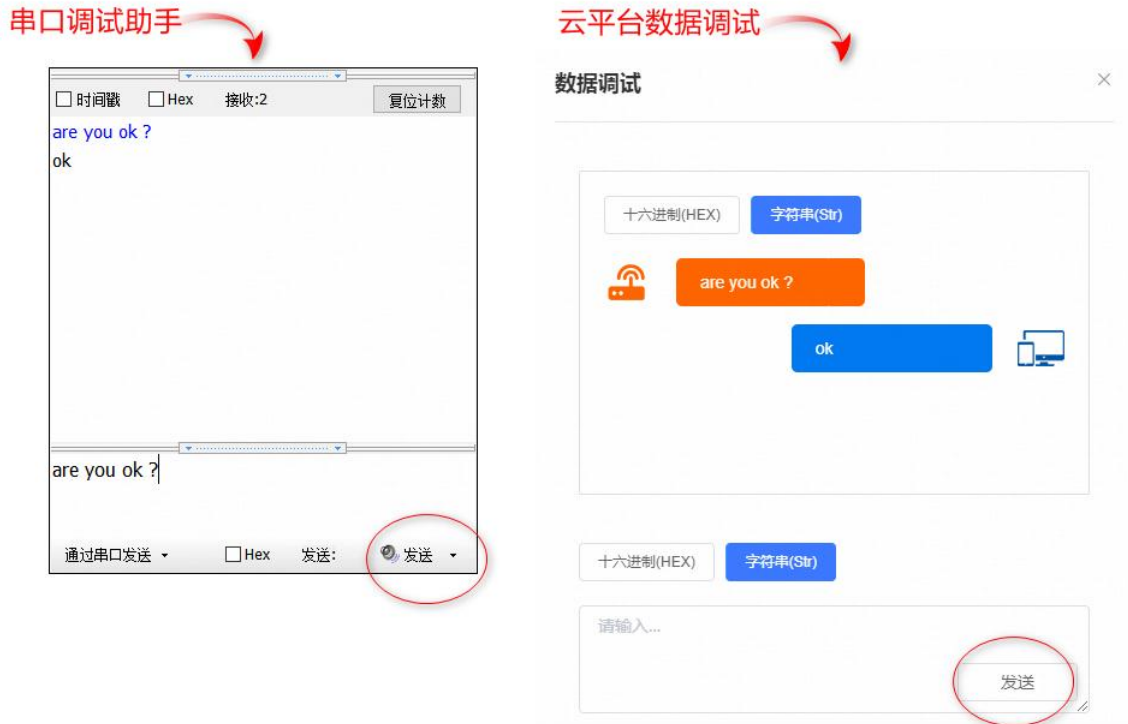 串口调试助手
时间戳 Hex 接收:2 复位计数
are you ok ?
ok
are you ok ?
通过串口发送 Hex 发送: 发送
云平台数据调试
数据调试
十六进制(HEX) 字符串(Str)
are you ok ?
ok
十六进制(HEX) 字符串(Str)
请输入...
发送